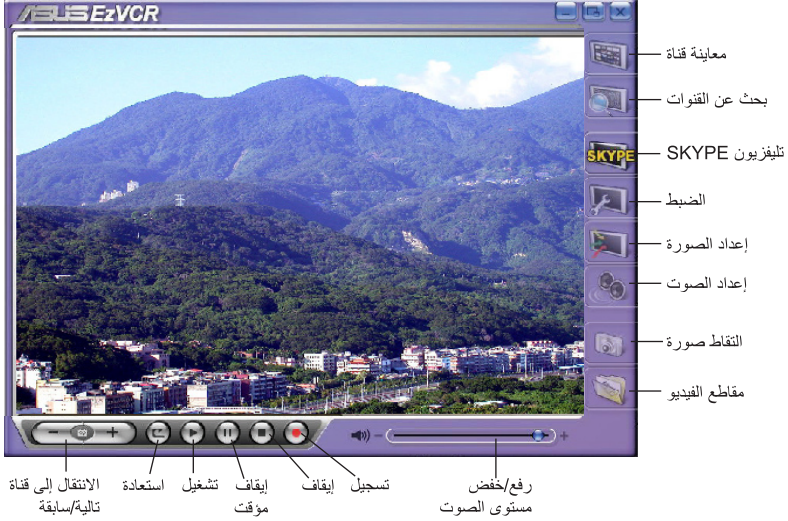 ASUS EzVCR
معاينة قناة
بحث عن القنوات
SKYPE
تليفزيون SKYPE
الضبط
إعداد الصورة
إعداد الصوت
التقاط صورة
مقاطع الفيديو
رفع/خفض
مستوى الصوت
تسجيل
إيقاف
إيقاف
مؤقت
تشغيل
استعادة
الانتقال إلى قناة
تالية/سابقة